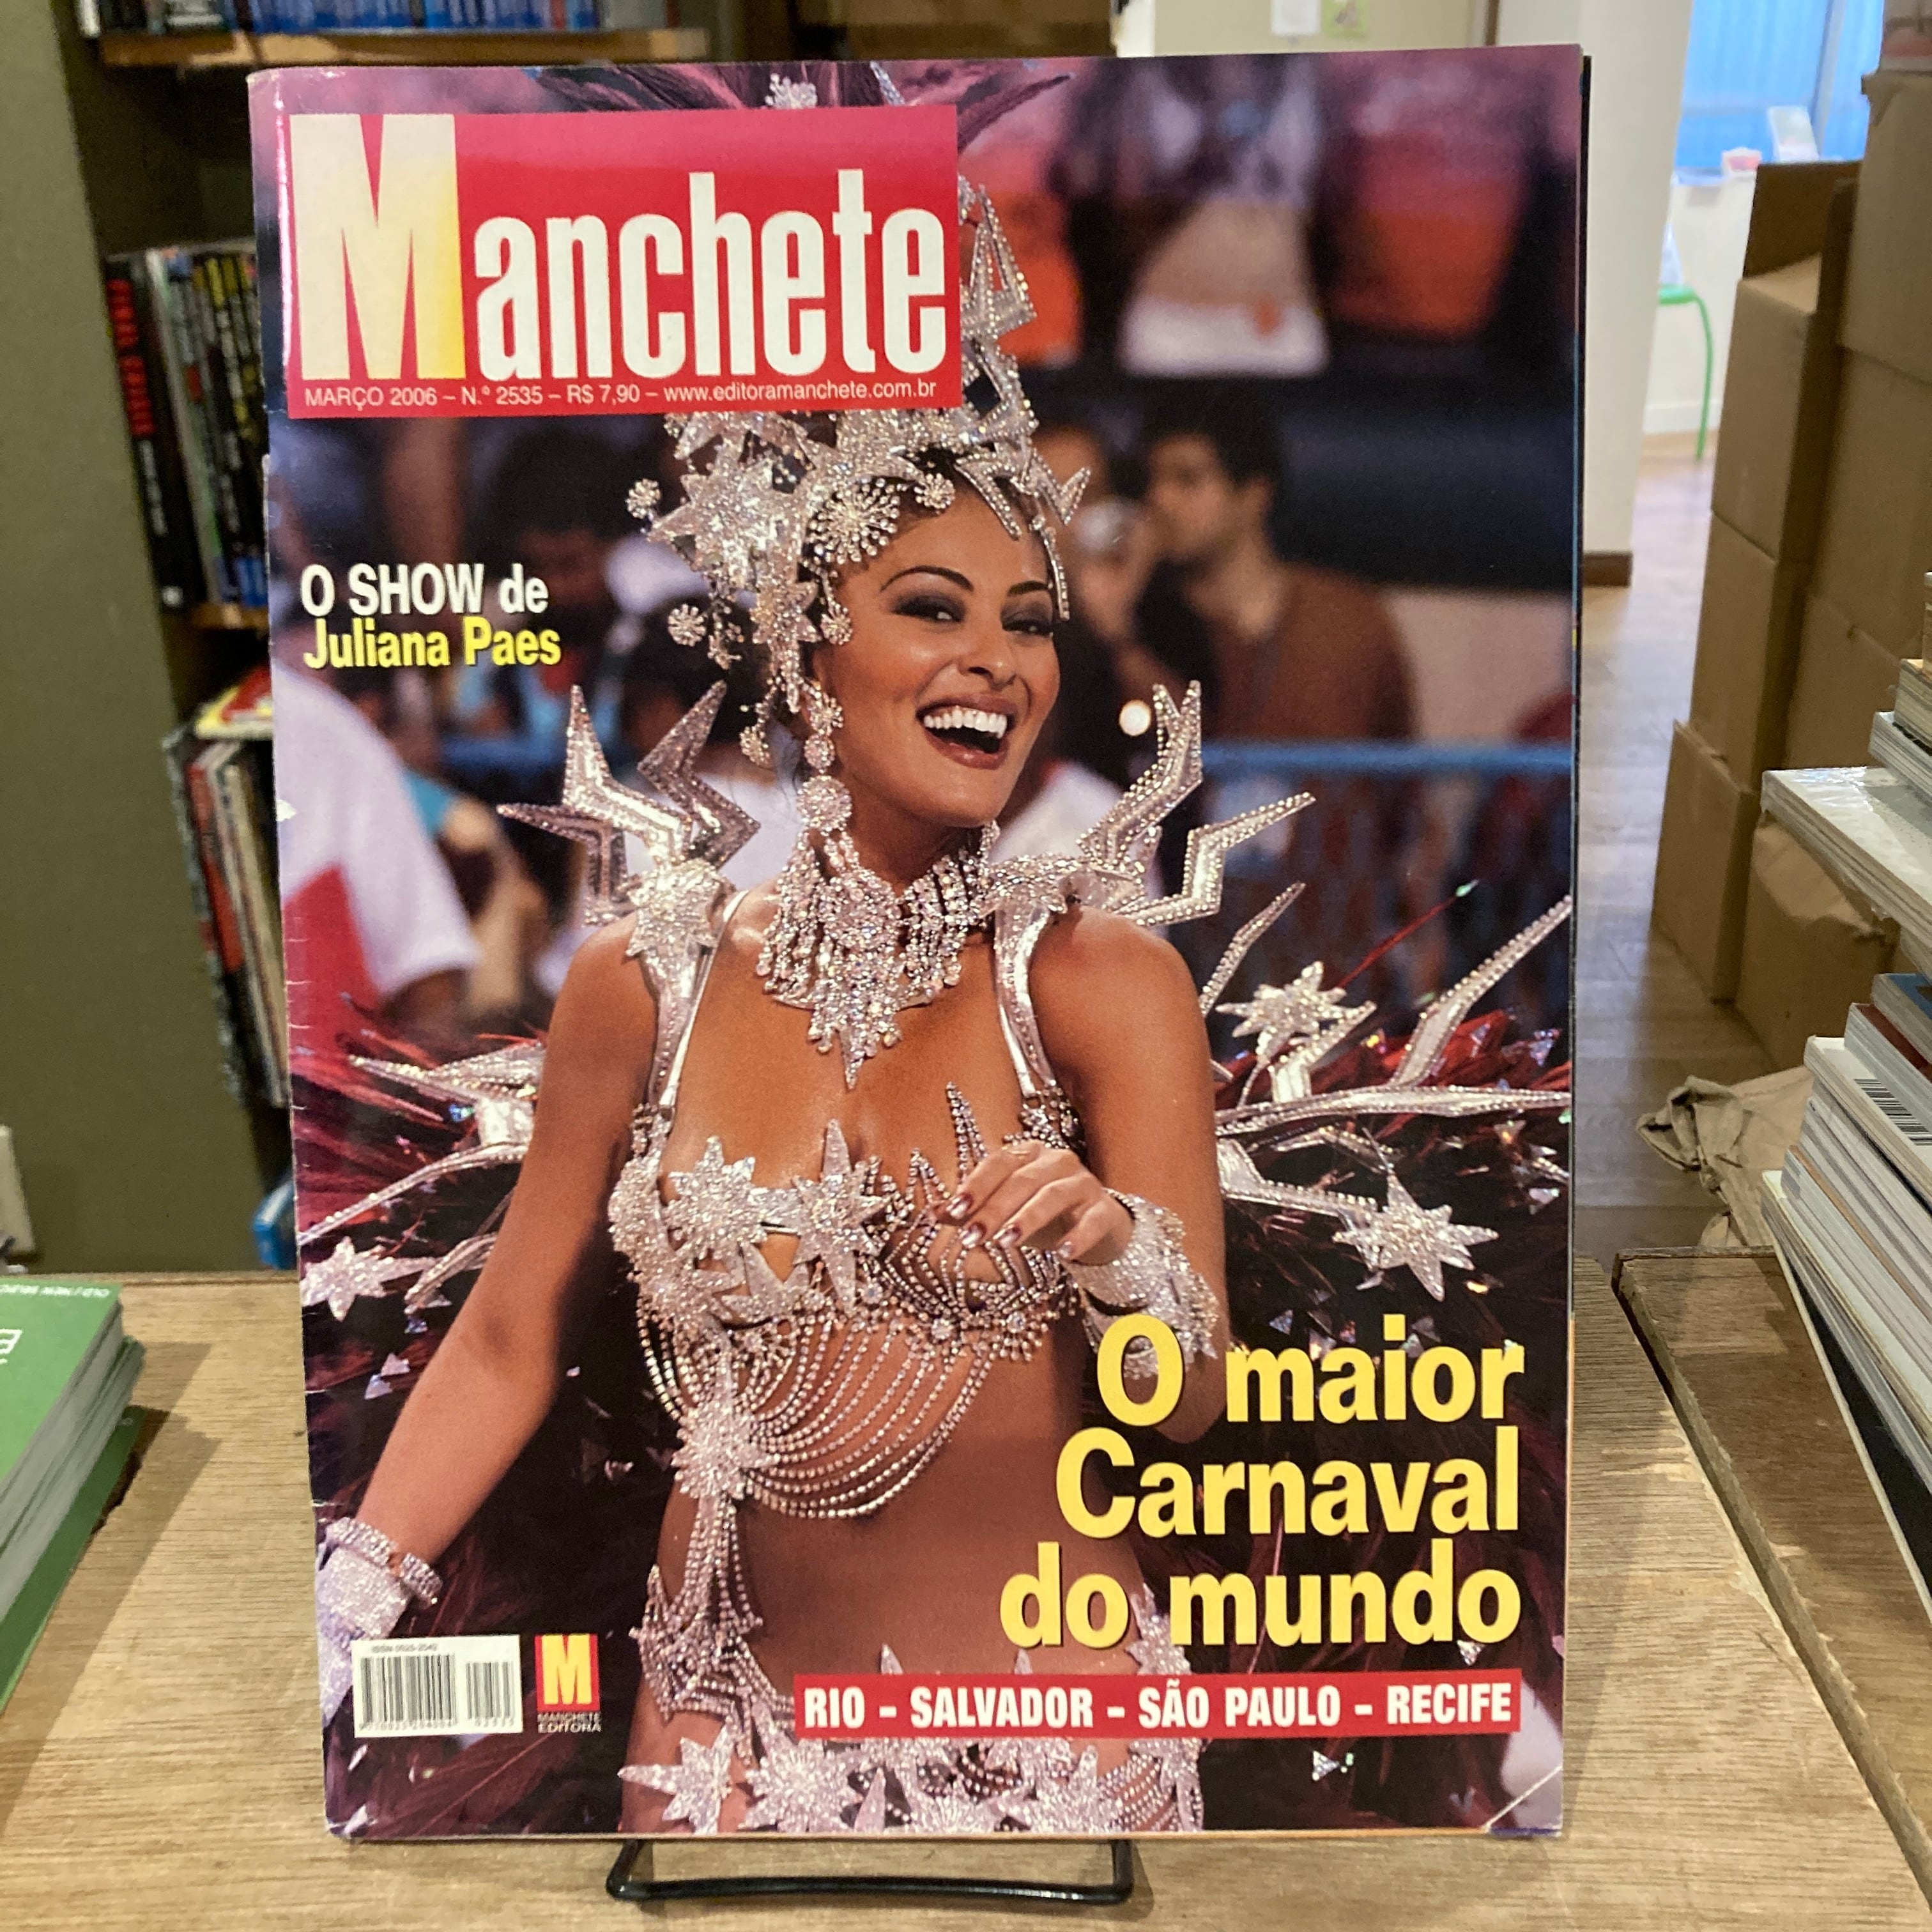 Manchete
MARÇO 2006 – N.º 2535 – R$ 7,90 – www.editoramanchete.com.br
O SHOW de
Juliana Paes
O maior
Carnaval
do mundo
RIO – SALVADOR – SÃO PAULO – RECIFE
M
MANCHETE
EDITORA